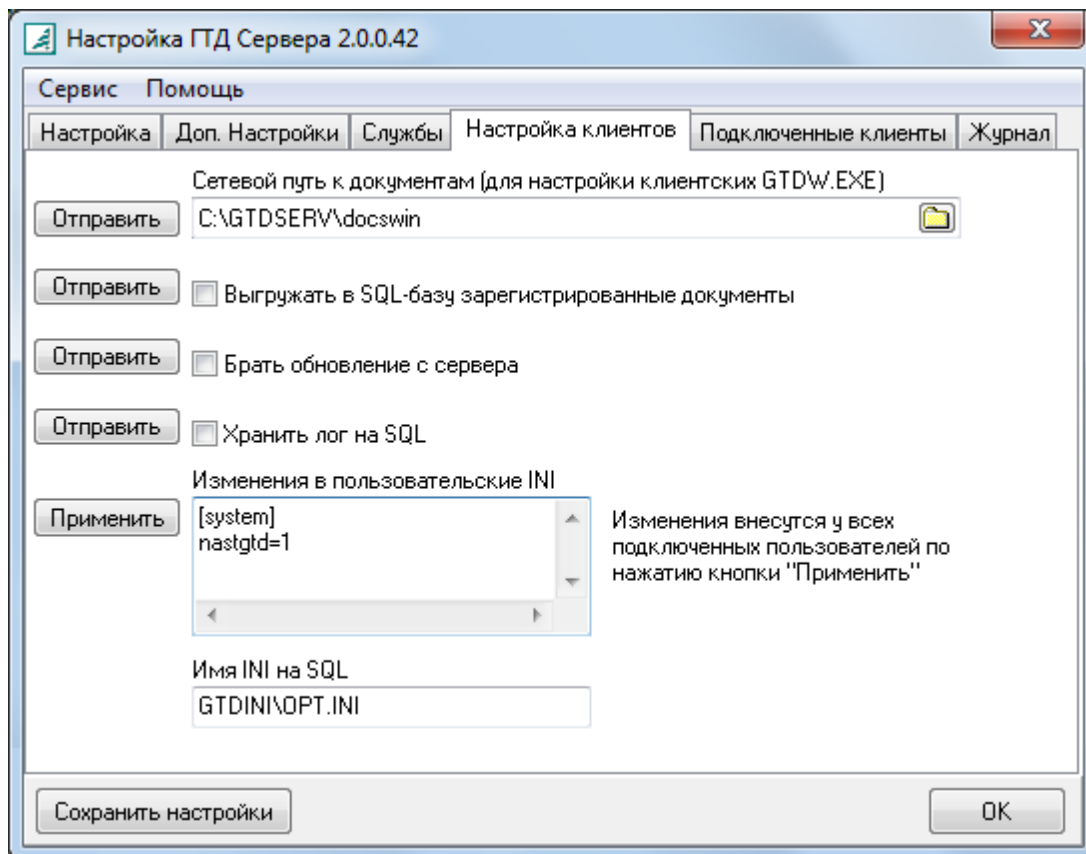 Настройка ГТД Сервера 2.0.0.42
Сервис Помощь
Настройка Доп. Настройки Службы Настройка клиентов Подключенные клиенты Журнал
Сетевой путь к документам (для настройки клиентских GTDW.EXE)
Отправить C:\GTDSERV\docswin
Отправить Выгружать в SQL-базу зарегистрированные документы
Отправить Брать обновление с сервера
Отправить Хранить лог на SQL
Изменения в пользовательские INI
Применить [system]
nastgtd=1
Изменения внесутся у всех
подключенных пользователей по
нажатию кнопки "Применить"
Имя INI на SQL
GTDINI\OPT.INI
Сохранить настройки OK